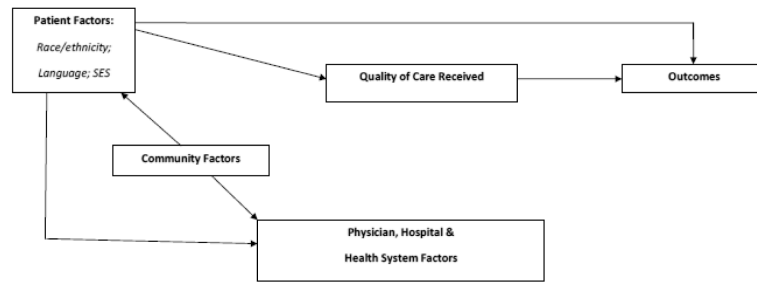 Patient Factors:
Race/ethnicity;
Language; SES
Quality of Care Received
Outcomes
Community Factors
Physician, Hospital &
Health System Factors